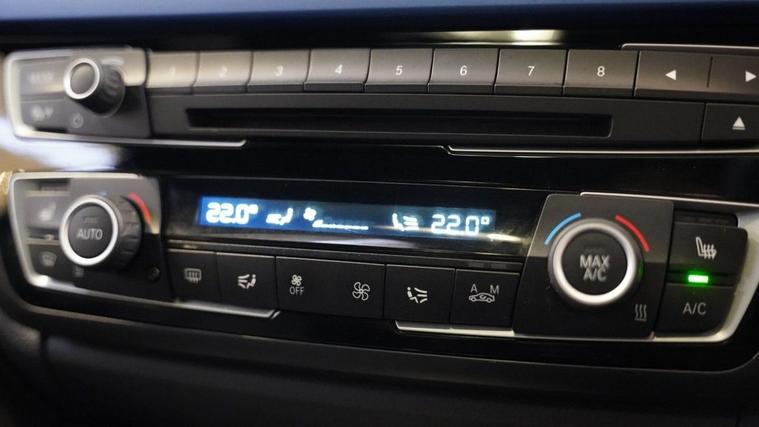 1 2 3 4 5 6 7 8
22.0° 22.0°
AUTO
OFF
A M
MAX
A/C
A/C